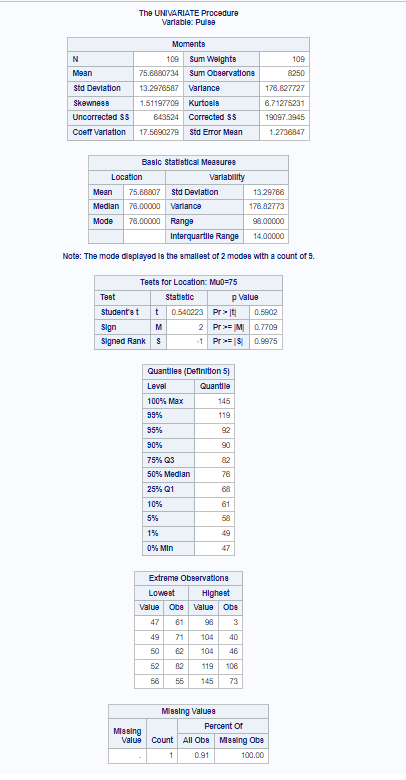 The UNIVARIATE Procedure
Variable: Pulse
Moments
N 109 Sum Weights 109
Mean 75.6880734 Sum Observations 8250
Std Deviation 13.2976587 Variance 176.827727
Skewness 1.51197709 Kurtosis 6.71275231
Uncorrected SS 643524 Corrected SS 19097.3945
Coeff Variation 17.5690279 Std Error Mean 1.2736847
Basic Statistical Measures
Location Variability
Mean 75.68807 Std Deviation 13.29766
Median 76.00000 Variance 176.82773
Mode 76.00000 Range 98.00000
Interquartile Range 14.00000
Note: The mode displayed is the smallest of 2 modes with a count of 9.
Tests for Location: Mu0=75
Test Statistic p Value
Student's t t 0.540223 Pr > |t| 0.5902
Sign M 2 Pr >= |M| 0.7709
Signed Rank S -1 Pr >= |S| 0.9975
Quantiles (Definition 5)
Level Quantile
100% Max 145
99% 119
95% 92
90% 90
75% Q3 82
50% Median 76
25% Q1 68
10% 61
5% 58
1% 49
0% Min 47
Extreme Observations
Lowest Highest
Value Obs Value Obs
47 61 96 3
49 71 104 40
50 62 104 46
52 82 119 106
56 55 145 73
Missing Values
Missing Value Count Percent Of
All Obs Missing Obs
. 1 0.91 100.00